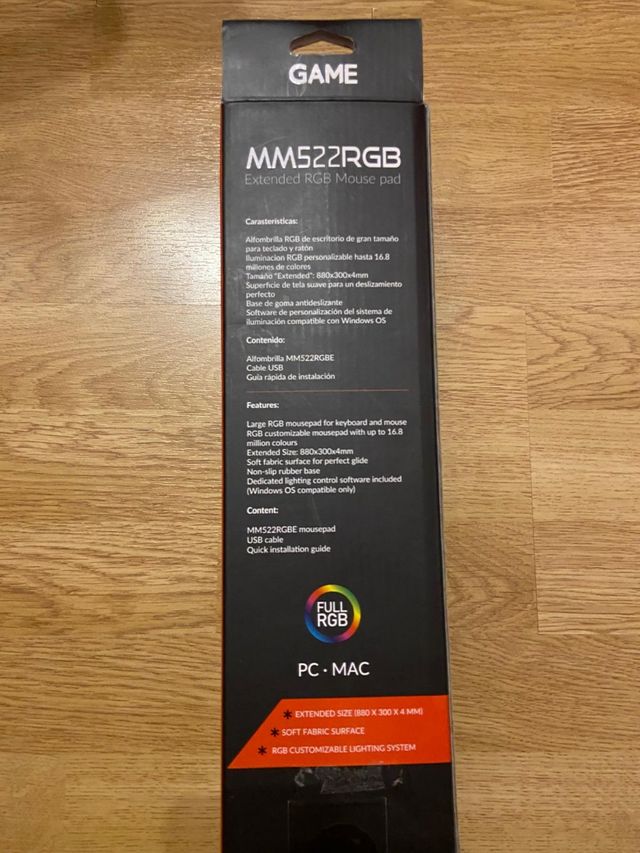 GAME
MM522RGB
Extended RGB Mouse pad
Carasterísticas:
Alfombrilla RGB de escritorio de gran tamaño
para teclado y ratón
Iluminacion RGB personalizable hasta 16.8
millones de colores
Tamaño "Extended": 880x300x4mm
Superficie de tela suave para un deslizamiento
perfecto
Base de goma antideslizante
Software de personalización del sistema de
iluminación compatible con Windows OS
Contenido:
Alfombrilla MM522RGBE
Cable USB
Guía rápida de instalación
Features:
Large RGB mousepad for keyboard and mouse
RGB customizable mousepad with up to 16.8
million colours
Extended Size: 880x300x4mm
Soft fabric surface for perfect glide
Non-slip rubber base
Dedicated lighting control software included
(Windows OS compatible only)
Content:
MM522RGBE mousepad
USB cable
Quick installation guide
FULL
RGB
PC · MAC
* EXTENDED SIZE (880 X 300 X 4 MM)
* SOFT FABRIC SURFACE
* RGB CUSTOMIZABLE LIGHTING SYSTEM